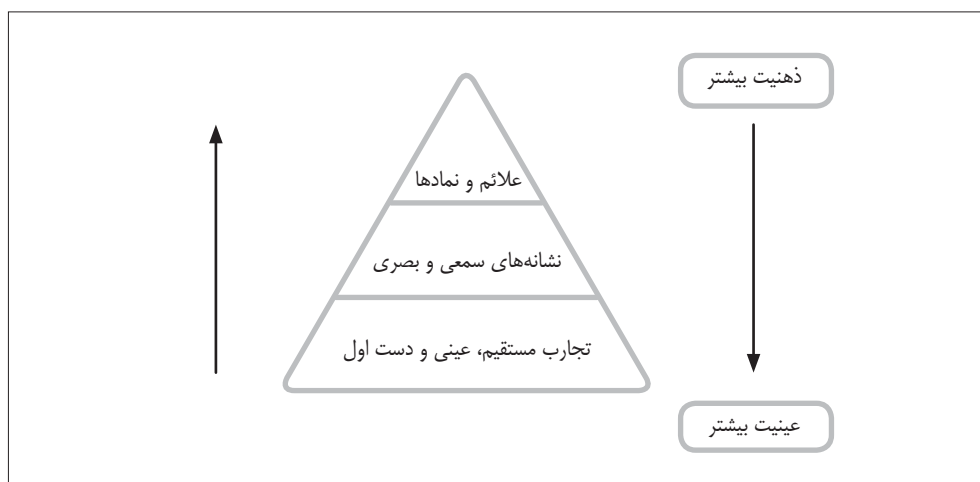 ذهنیت بیشتر
علائم و نمادها
نشانه‌های سمعی و بصری
تجارب مستقیم، عینی و دست اول
عینیت بیشتر